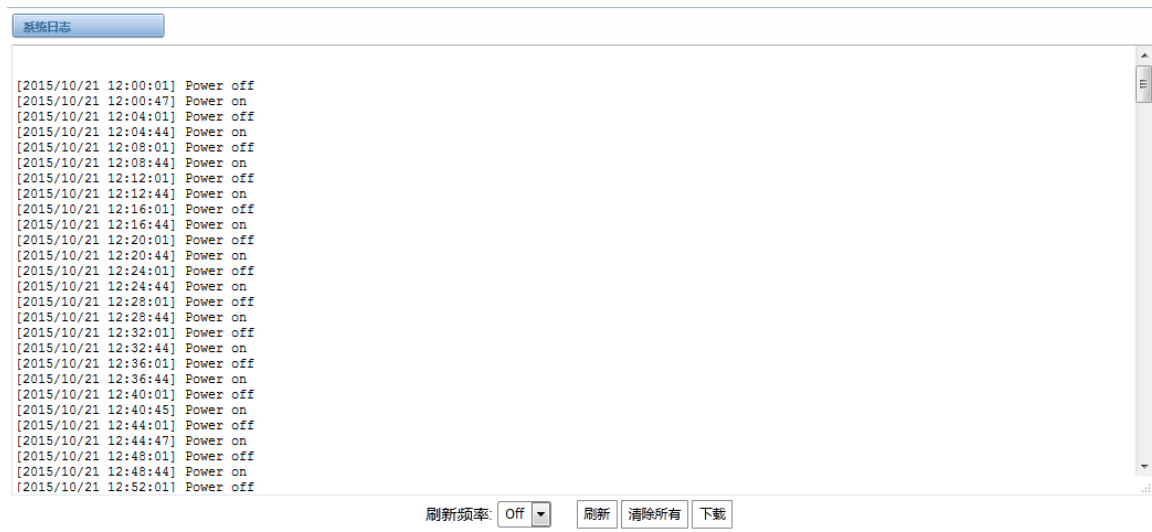 系统日志
[2015/10/21 12:00:01] Power off
[2015/10/21 12:00:47] Power on
[2015/10/21 12:04:01] Power off
[2015/10/21 12:04:44] Power on
[2015/10/21 12:08:01] Power off
[2015/10/21 12:08:44] Power on
[2015/10/21 12:12:01] Power off
[2015/10/21 12:12:44] Power on
[2015/10/21 12:16:01] Power off
[2015/10/21 12:16:44] Power on
[2015/10/21 12:20:01] Power off
[2015/10/21 12:20:44] Power on
[2015/10/21 12:24:01] Power off
[2015/10/21 12:24:44] Power on
[2015/10/21 12:28:01] Power off
[2015/10/21 12:28:44] Power on
[2015/10/21 12:32:01] Power off
[2015/10/21 12:32:44] Power on
[2015/10/21 12:36:01] Power off
[2015/10/21 12:36:44] Power on
[2015/10/21 12:40:01] Power off
[2015/10/21 12:40:45] Power on
[2015/10/21 12:44:01] Power off
[2015/10/21 12:44:47] Power on
[2015/10/21 12:48:01] Power off
[2015/10/21 12:48:44] Power on
[2015/10/21 12:52:01] Power off
刷新频率: Off 刷新 清除所有 下载